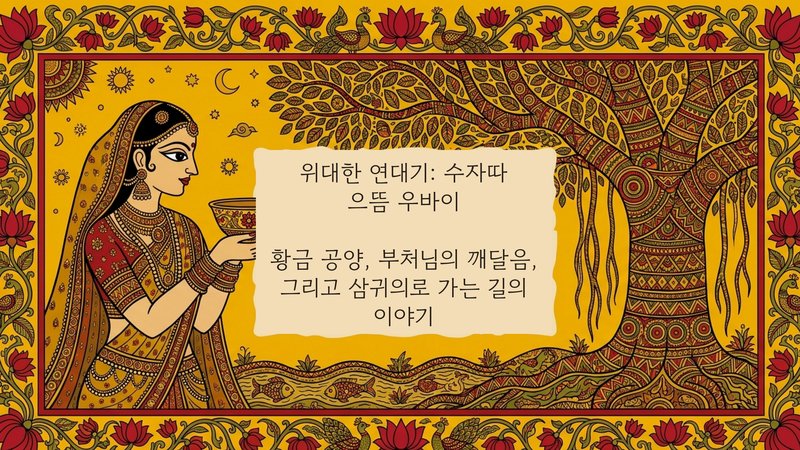 위대한 연대기: 수자따
으뜸 우바이
황금 공양, 부처님의 깨달음,
그리고 삼귀의로 가는 길의
이야기